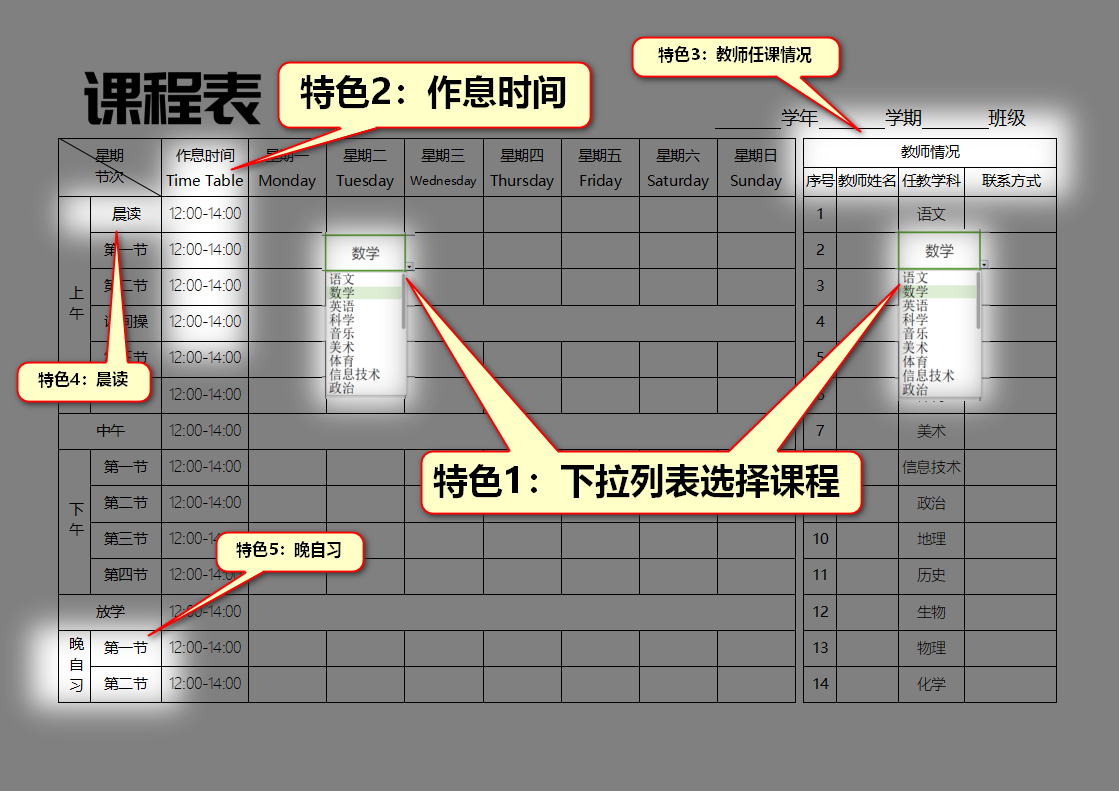 特色3：教师任课情况
课程表
特色2：作息时间
______学年______学期______班级
星期
节次
作息时间
Time Table
星期一
Monday
星期二
Tuesday
星期三
Wednesday
星期四
Thursday
星期五
Friday
星期六
Saturday
星期日
Sunday
教师情况
序号 教师姓名 任教学科 联系方式
上午
晨读 12:00-14:00
第一节 12:00-14:00
第二节 12:00-14:00
12:00-14:00
12:00-14:00
12:00-14:00
特色4：晨读
数学
语文
数学
英语
科学
音乐
美术
体育
信息技术
政治
中午 12:00-14:00
特色1：下拉列表选择课程
下午
第一节 12:00-14:00
第二节 12:00-14:00
第三节 12:00-14:00
第四节 12:00-14:00
特色5：晚自习
放学 12:00-14:00
晚自习
第一节 12:00-14:00
第二节 12:00-14:00
1 语文
2 数学
语文
数学
英语
科学
音乐
美术
体育
信息技术
政治
3
4
5
6
7 美术
信息技术
政治
10 地理
11 历史
12 生物
13 物理
14 化学